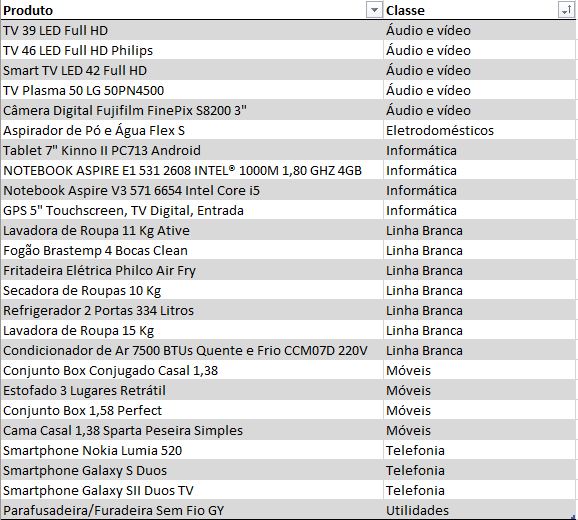 Produto Classe
TV 39 LED Full HD Áudio e vídeo
TV 46 LED Full HD Philips Áudio e vídeo
Smart TV LED 42 Full HD Áudio e vídeo
TV Plasma 50 LG 50PN4500 Áudio e vídeo
Câmera Digital Fujifilm FinePix S8200 3" Áudio e vídeo
Aspirador de Pó e Água Flex S Eletrodomésticos
Tablet 7" Kinno II PC713 Android Informática
NOTEBOOK ASPIRE E1 531 2608 INTEL® 1000M 1,80 GHZ 4GB Informática
Notebook Aspire V3 571 6654 Intel Core i5 Informática
GPS 5" Touchscreen, TV Digital, Entrada Informática
Lavadora de Roupa 11 Kg Ative Linha Branca
Fogão Brastemp 4 Bocas Clean Linha Branca
Fritadeira Elétrica Philco Air Fry Linha Branca
Secadora de Roupas 10 Kg Linha Branca
Refrigerador 2 Portas 334 Litros Linha Branca
Lavadora de Roupa 15 Kg Linha Branca
Condicionador de Ar 7500 BTUs Quente e Frio CCM07D 220V Linha Branca
Conjunto Box Conjugado Casal 1,38 Móveis
Estofado 3 Lugares Retrátil Móveis
Conjunto Box 1,58 Perfect Móveis
Cama Casal 1,38 Sparta Peseira Simples Móveis
Smartphone Nokia Lumia 520 Telefonia
Smartphone Galaxy S Duos Telefonia
Smartphone Galaxy SII Duos TV Telefonia
Parafusadeira/Furadeira Sem Fio GY Utilidades